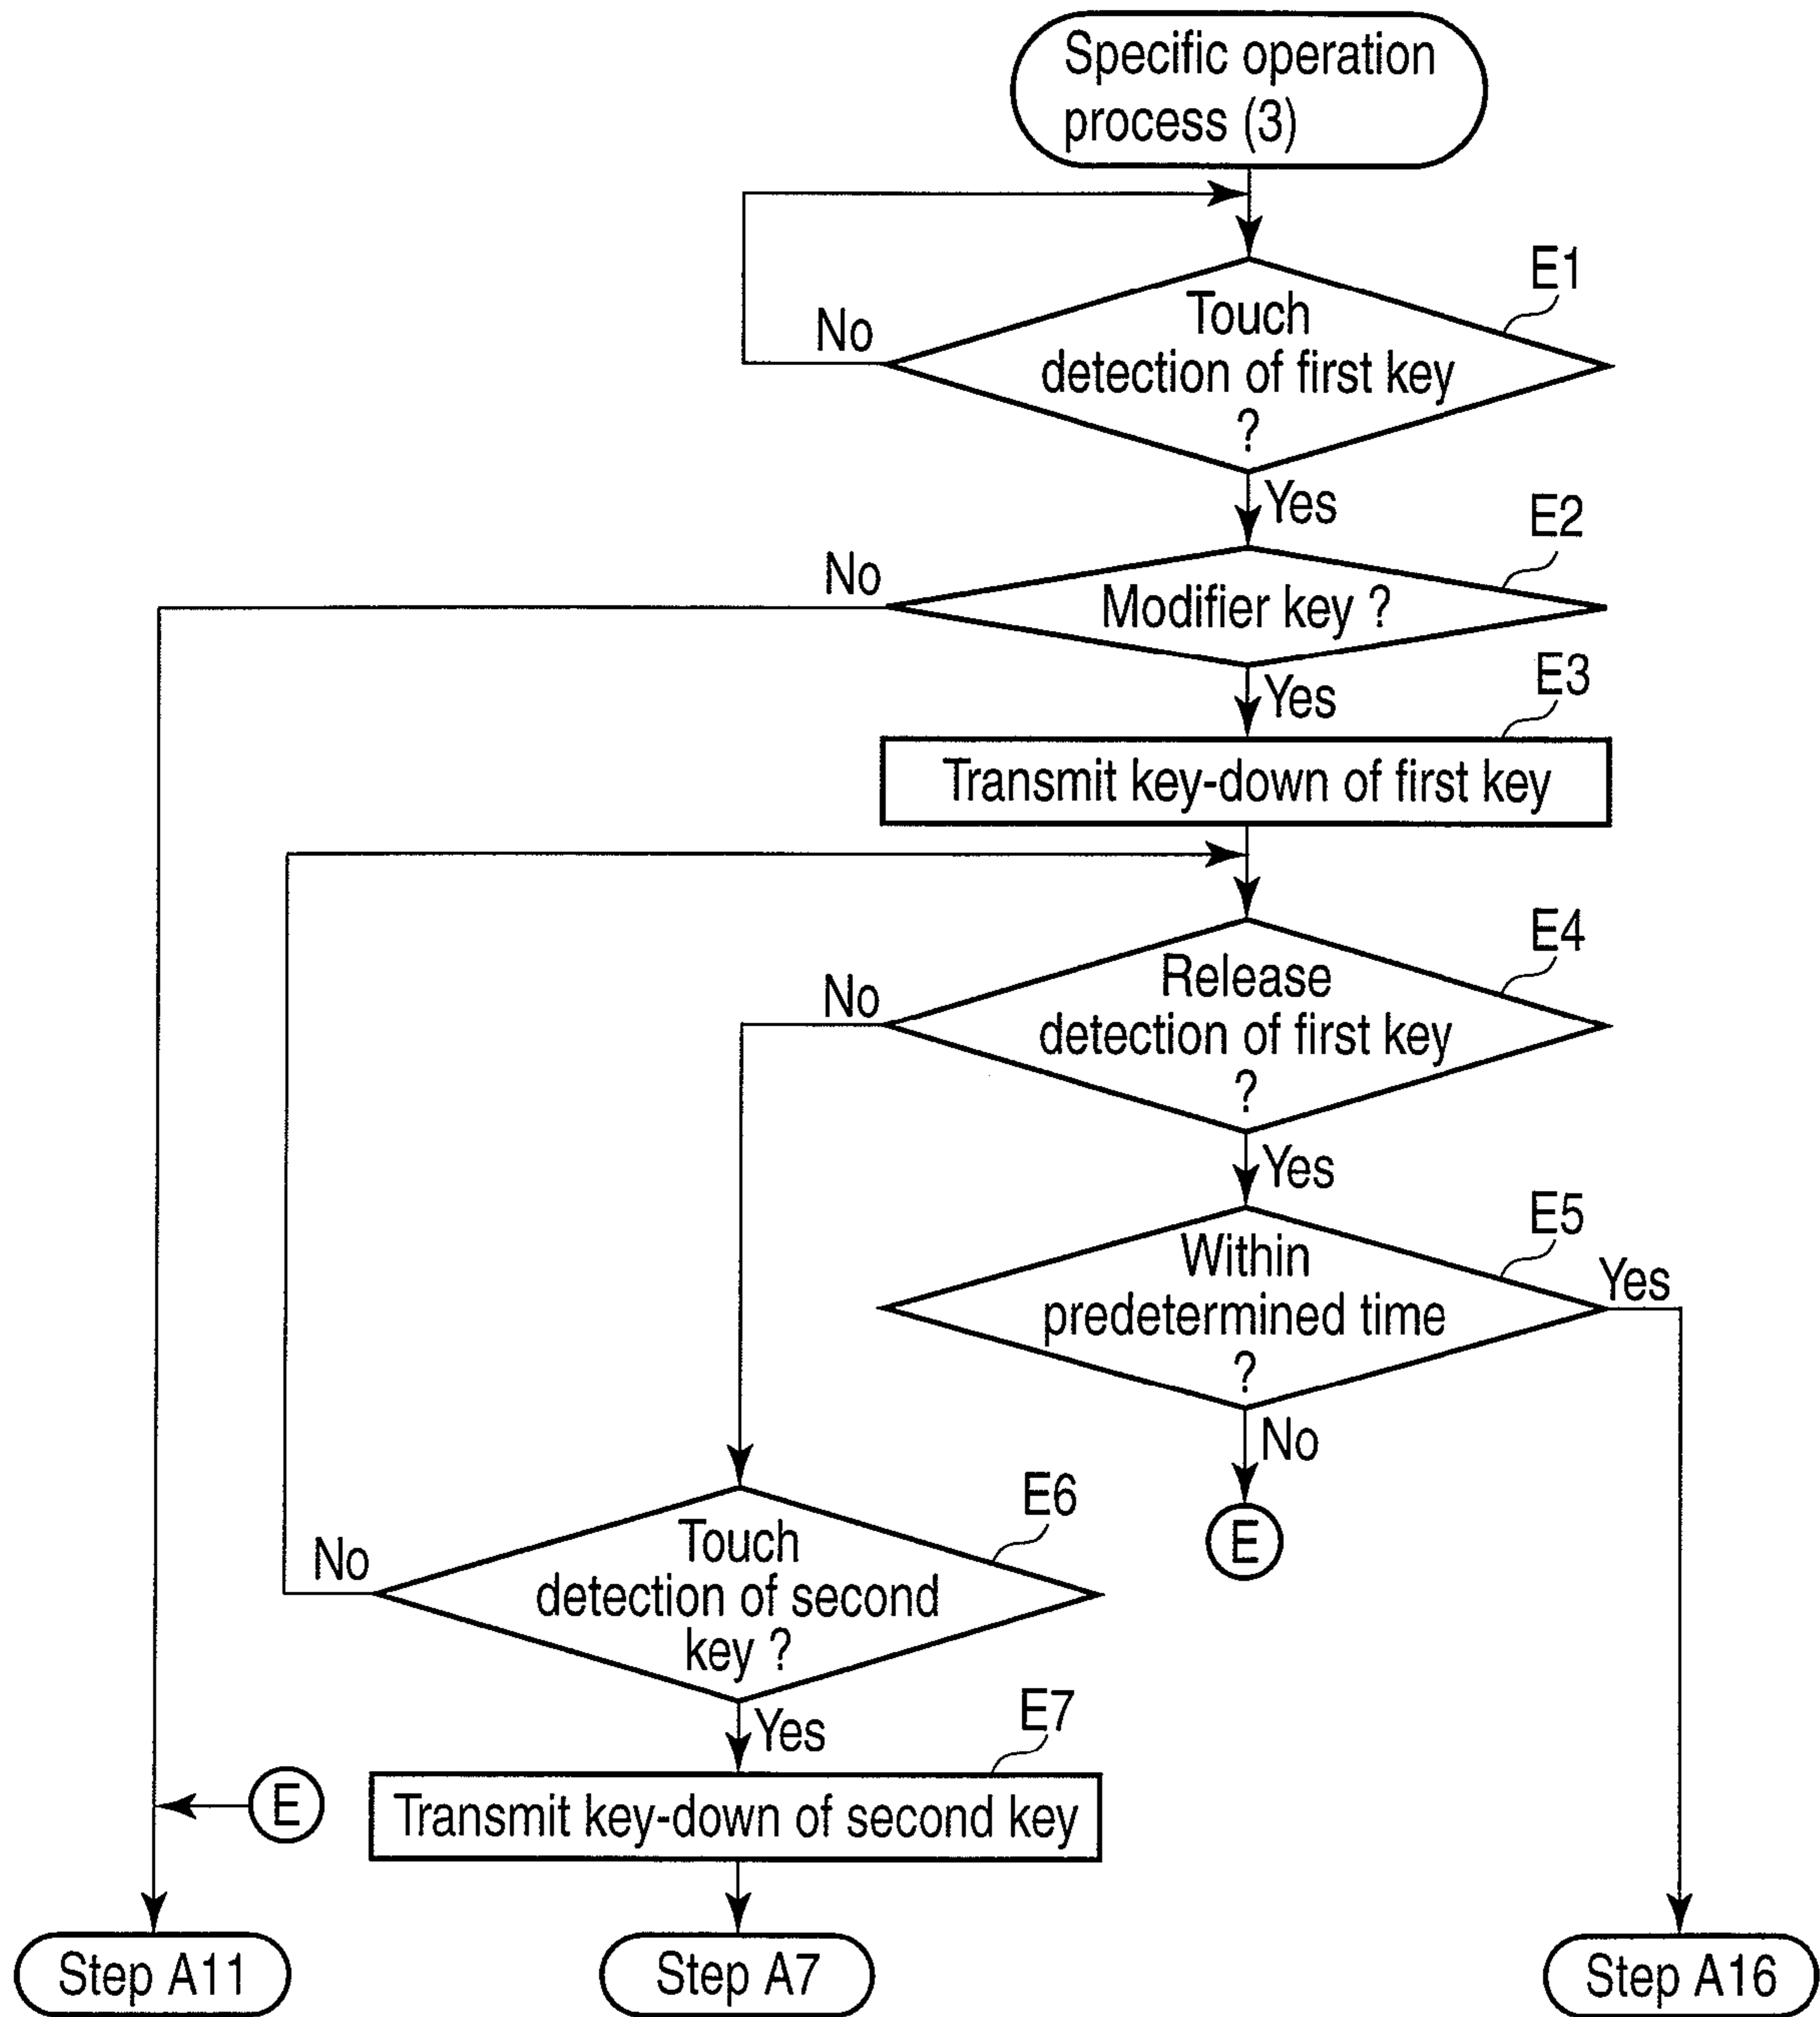 Specific operation
process (3)
E1
No
Touch
detection of first key
?
Yes
E2
No
Modifier key ?
Yes
E3
Transmit key-down of first key
E4
No
Release
detection of first key
?
Yes
E5
Within
predetermined time
?
Yes
No
E
E6
No
Touch
detection of second
key ?
Yes
E7
E
Transmit key-down of second key
Step A11
Step A7
Step A16